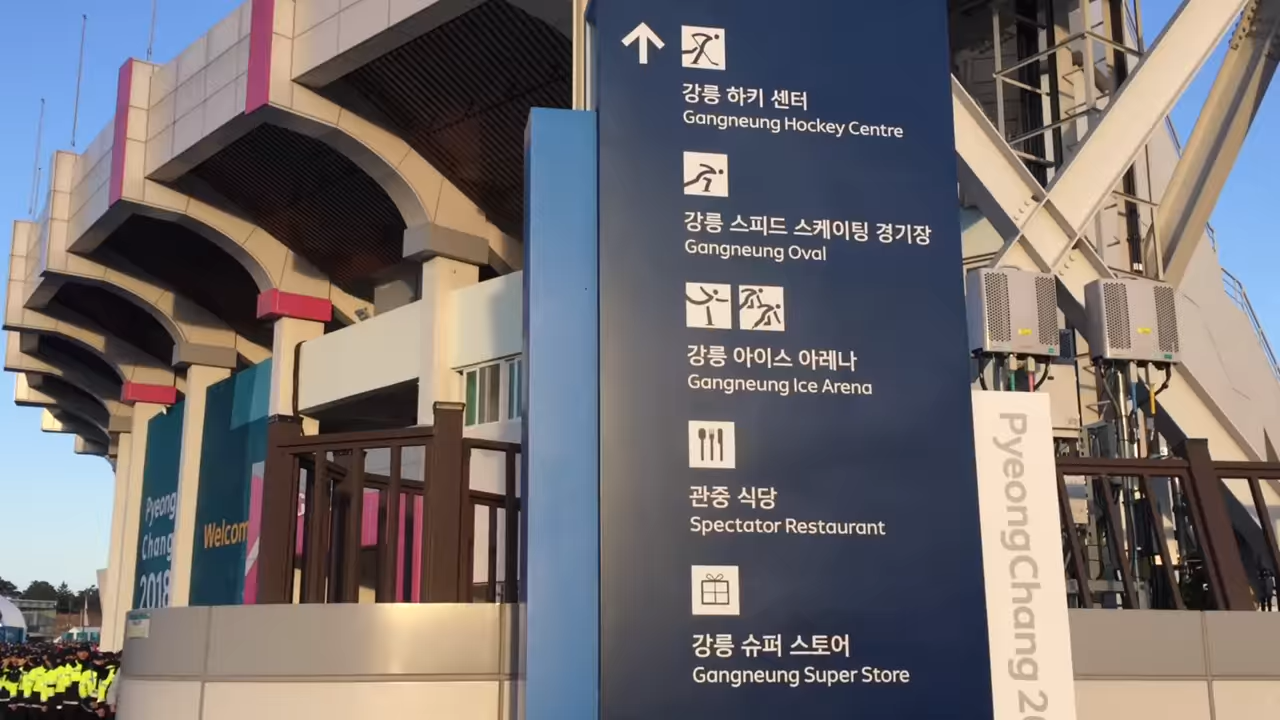 강릉 하키 센터
Gangneung Hockey Centre
강릉 스피드 스케이팅 경기장
Gangneung Oval
강릉 아이스 아레나
Gangneung Ice Arena
관중 식당
Spectator Restaurant
강릉 슈퍼 스토어
Gangneung Super Store
Pyeong
Chang
2018
Welcom
PyeongChang 20